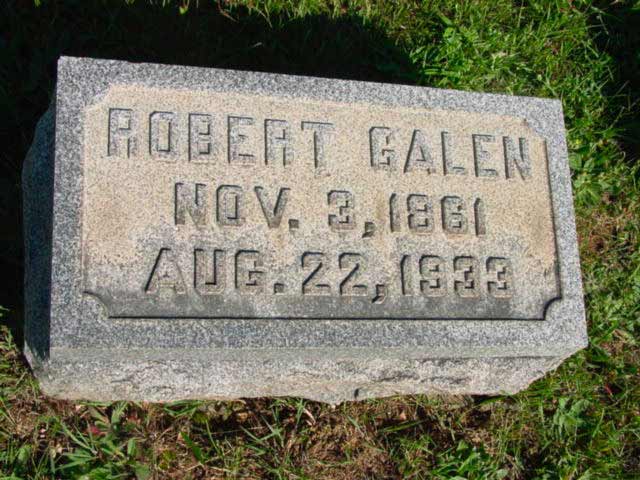 ROBERT GALEN
NOV. 3, 1861
AUG. 22, 1933